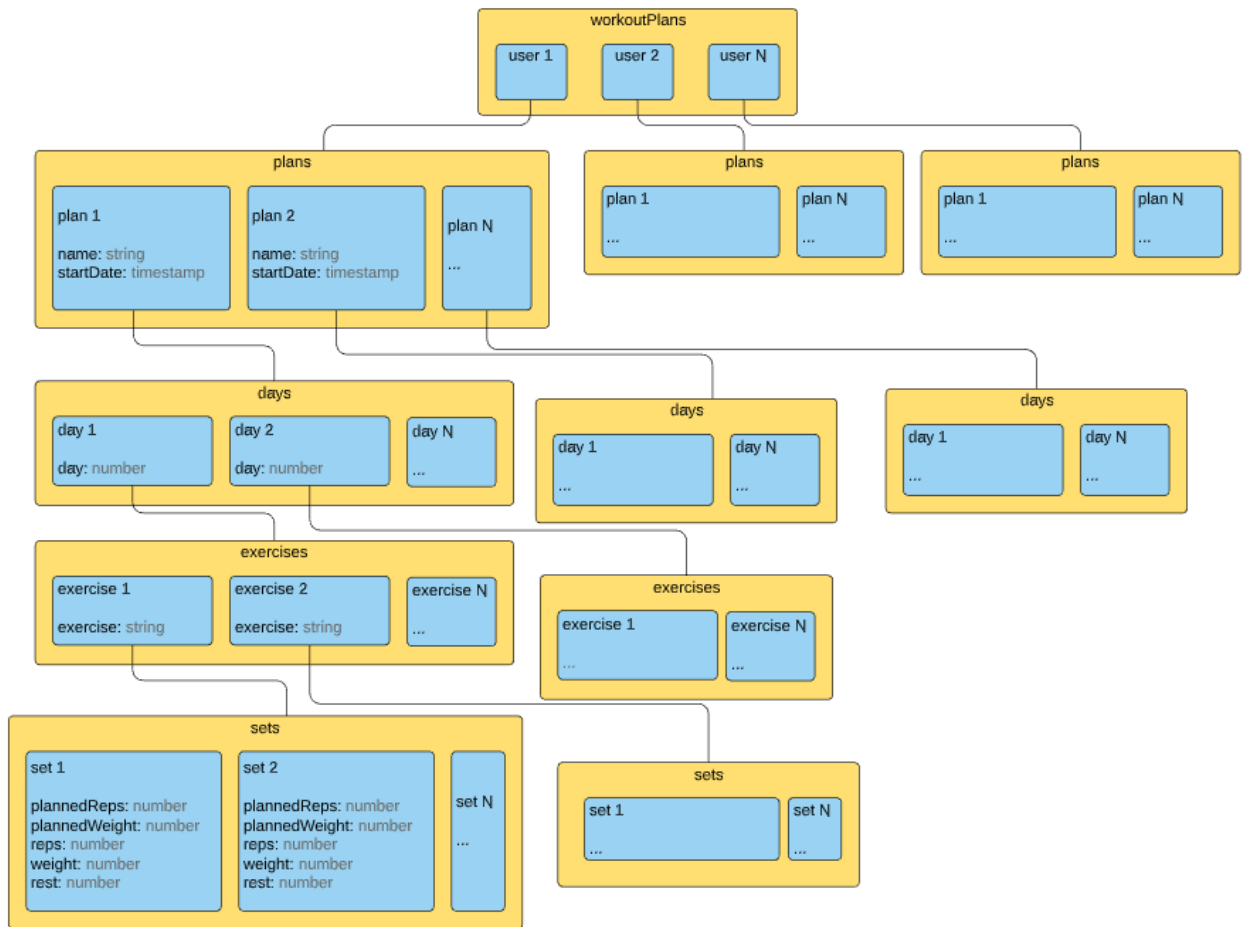 workoutPlans
user 1
user 2
user N
plans
plan 1
name: string
startDate: timestamp
plan 2
name: string
startDate: timestamp
plan N
...
plans
plan 1
...
plan N
...
plans
plan 1
...
plan N
...
days
day 1
day: number
day 2
day: number
day N
...
days
day 1
...
day N
...
days
day 1
...
day N
...
exercises
exercise 1
exercise: string
exercise 2
exercise: string
exercise N
...
exercises
exercise 1
...
exercise N
...
sets
set 1
plannedReps: number
plannedWeight: number
reps: number
weight: number
rest: number
set 2
plannedReps: number
plannedWeight: number
reps: number
weight: number
rest: number
set N
...
sets
set 1
...
set N
...